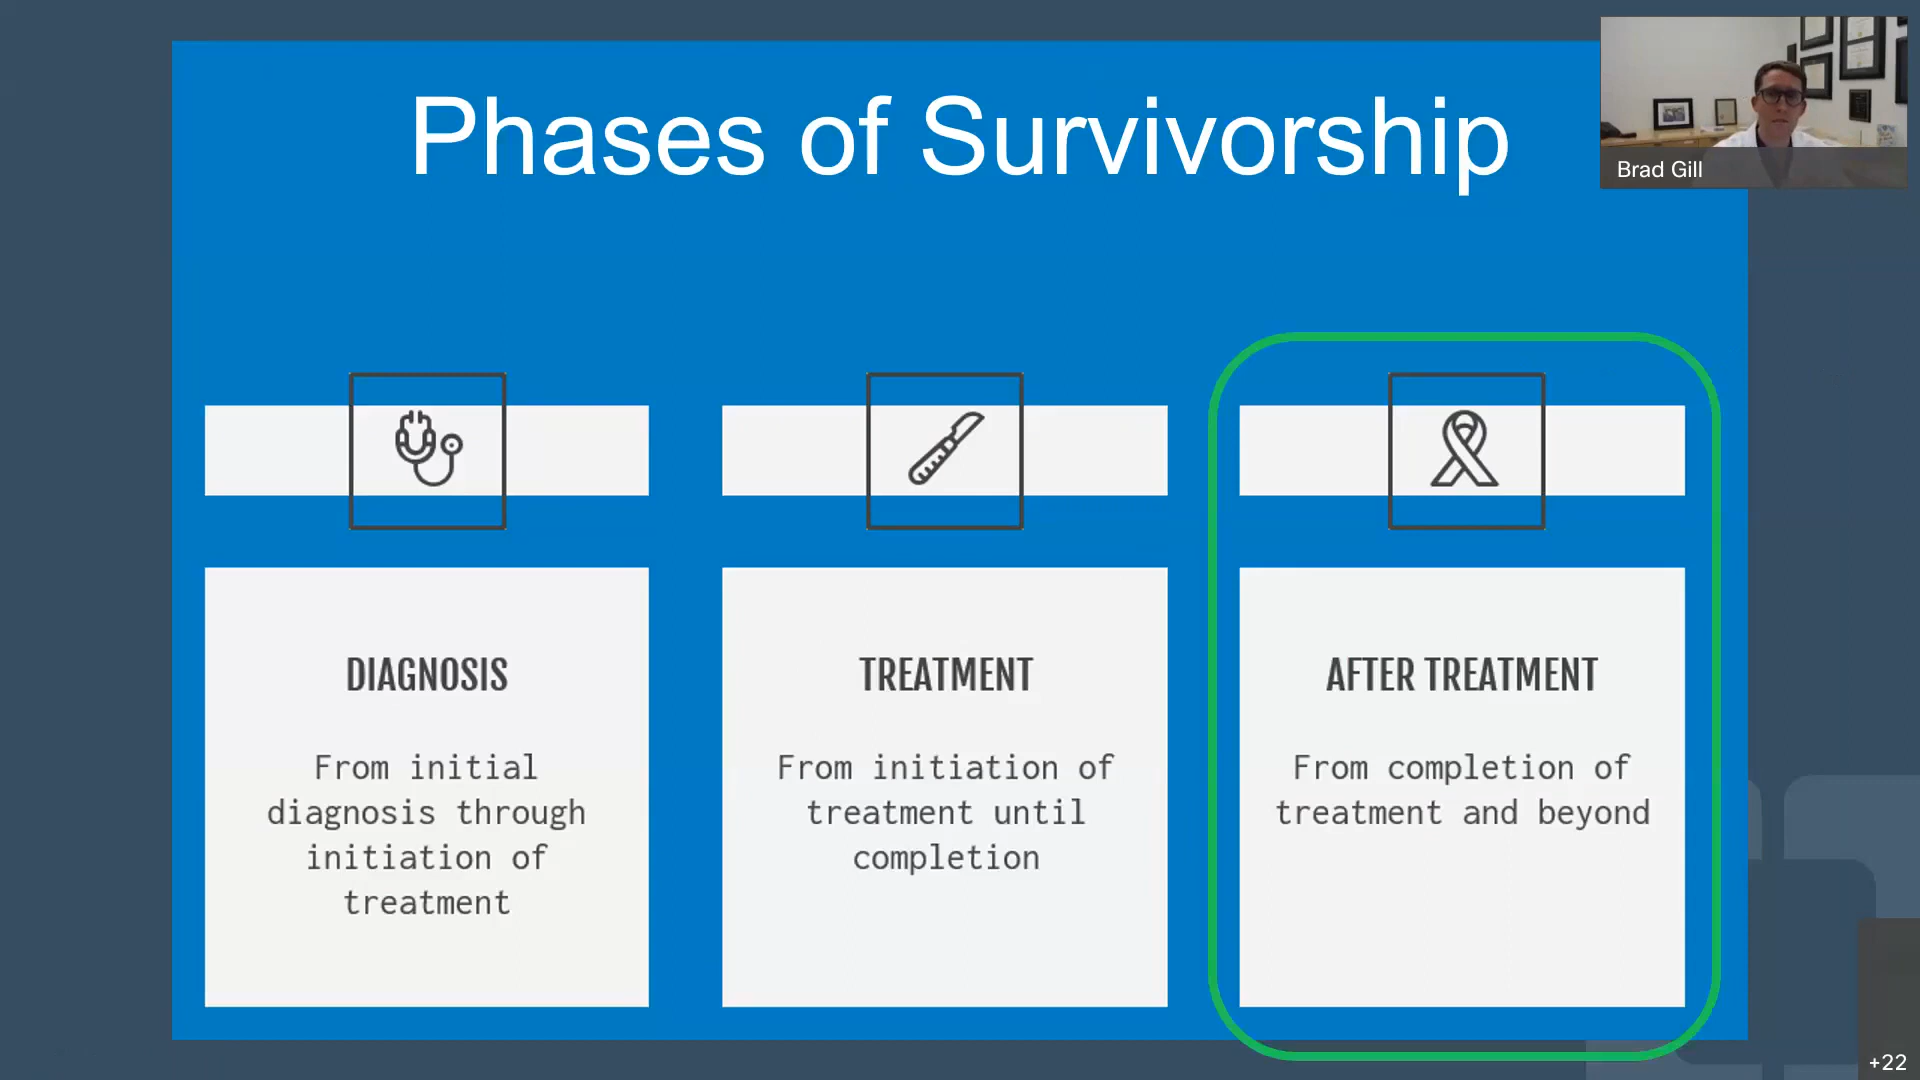 Phases of Survivorship
Brad Gill
DIAGNOSIS
From initial
diagnosis through
initiation of
treatment
TREATMENT
From initiation of
treatment until
completion
AFTER TREATMENT
From completion of
treatment and beyond
+22